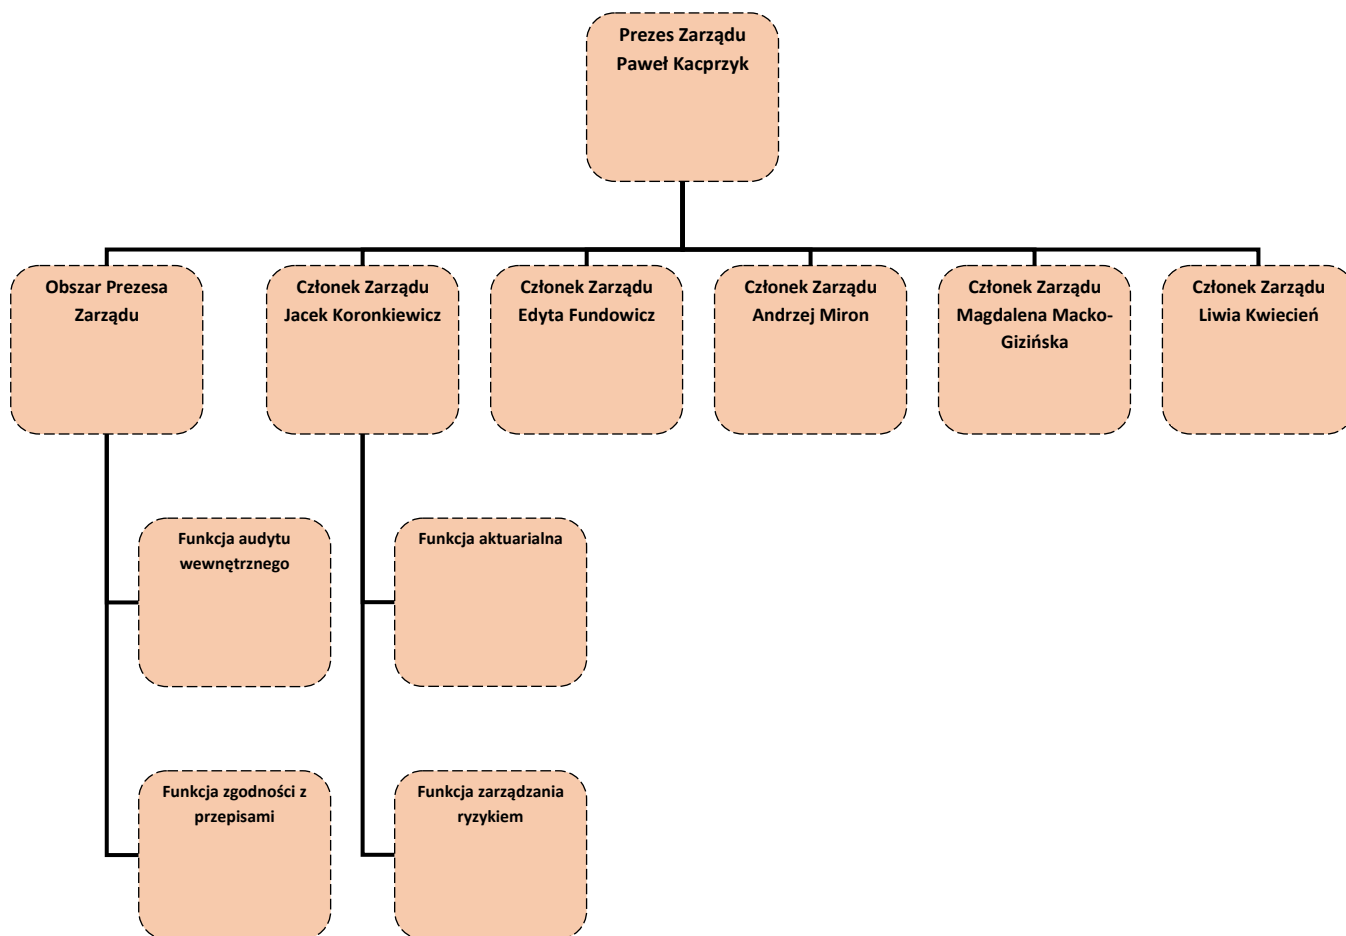 Prezes Zarządu
Paweł Kacprzyk
Obszar Prezesa
Zarządu
Członek Zarządu
Jacek Koronkiewicz
Członek Zarządu
Edyta Fundowicz
Członek Zarządu
Andrzej Miron
Członek Zarządu
Magdalena Macko-
Gizińska
Członek Zarządu
Liwia Kwiecień
Funkcja audytu
wewnętrznego
Funkcja aktuarialna
Funkcja zgodności z
przepisami
Funkcja zarządzania
ryzykiem